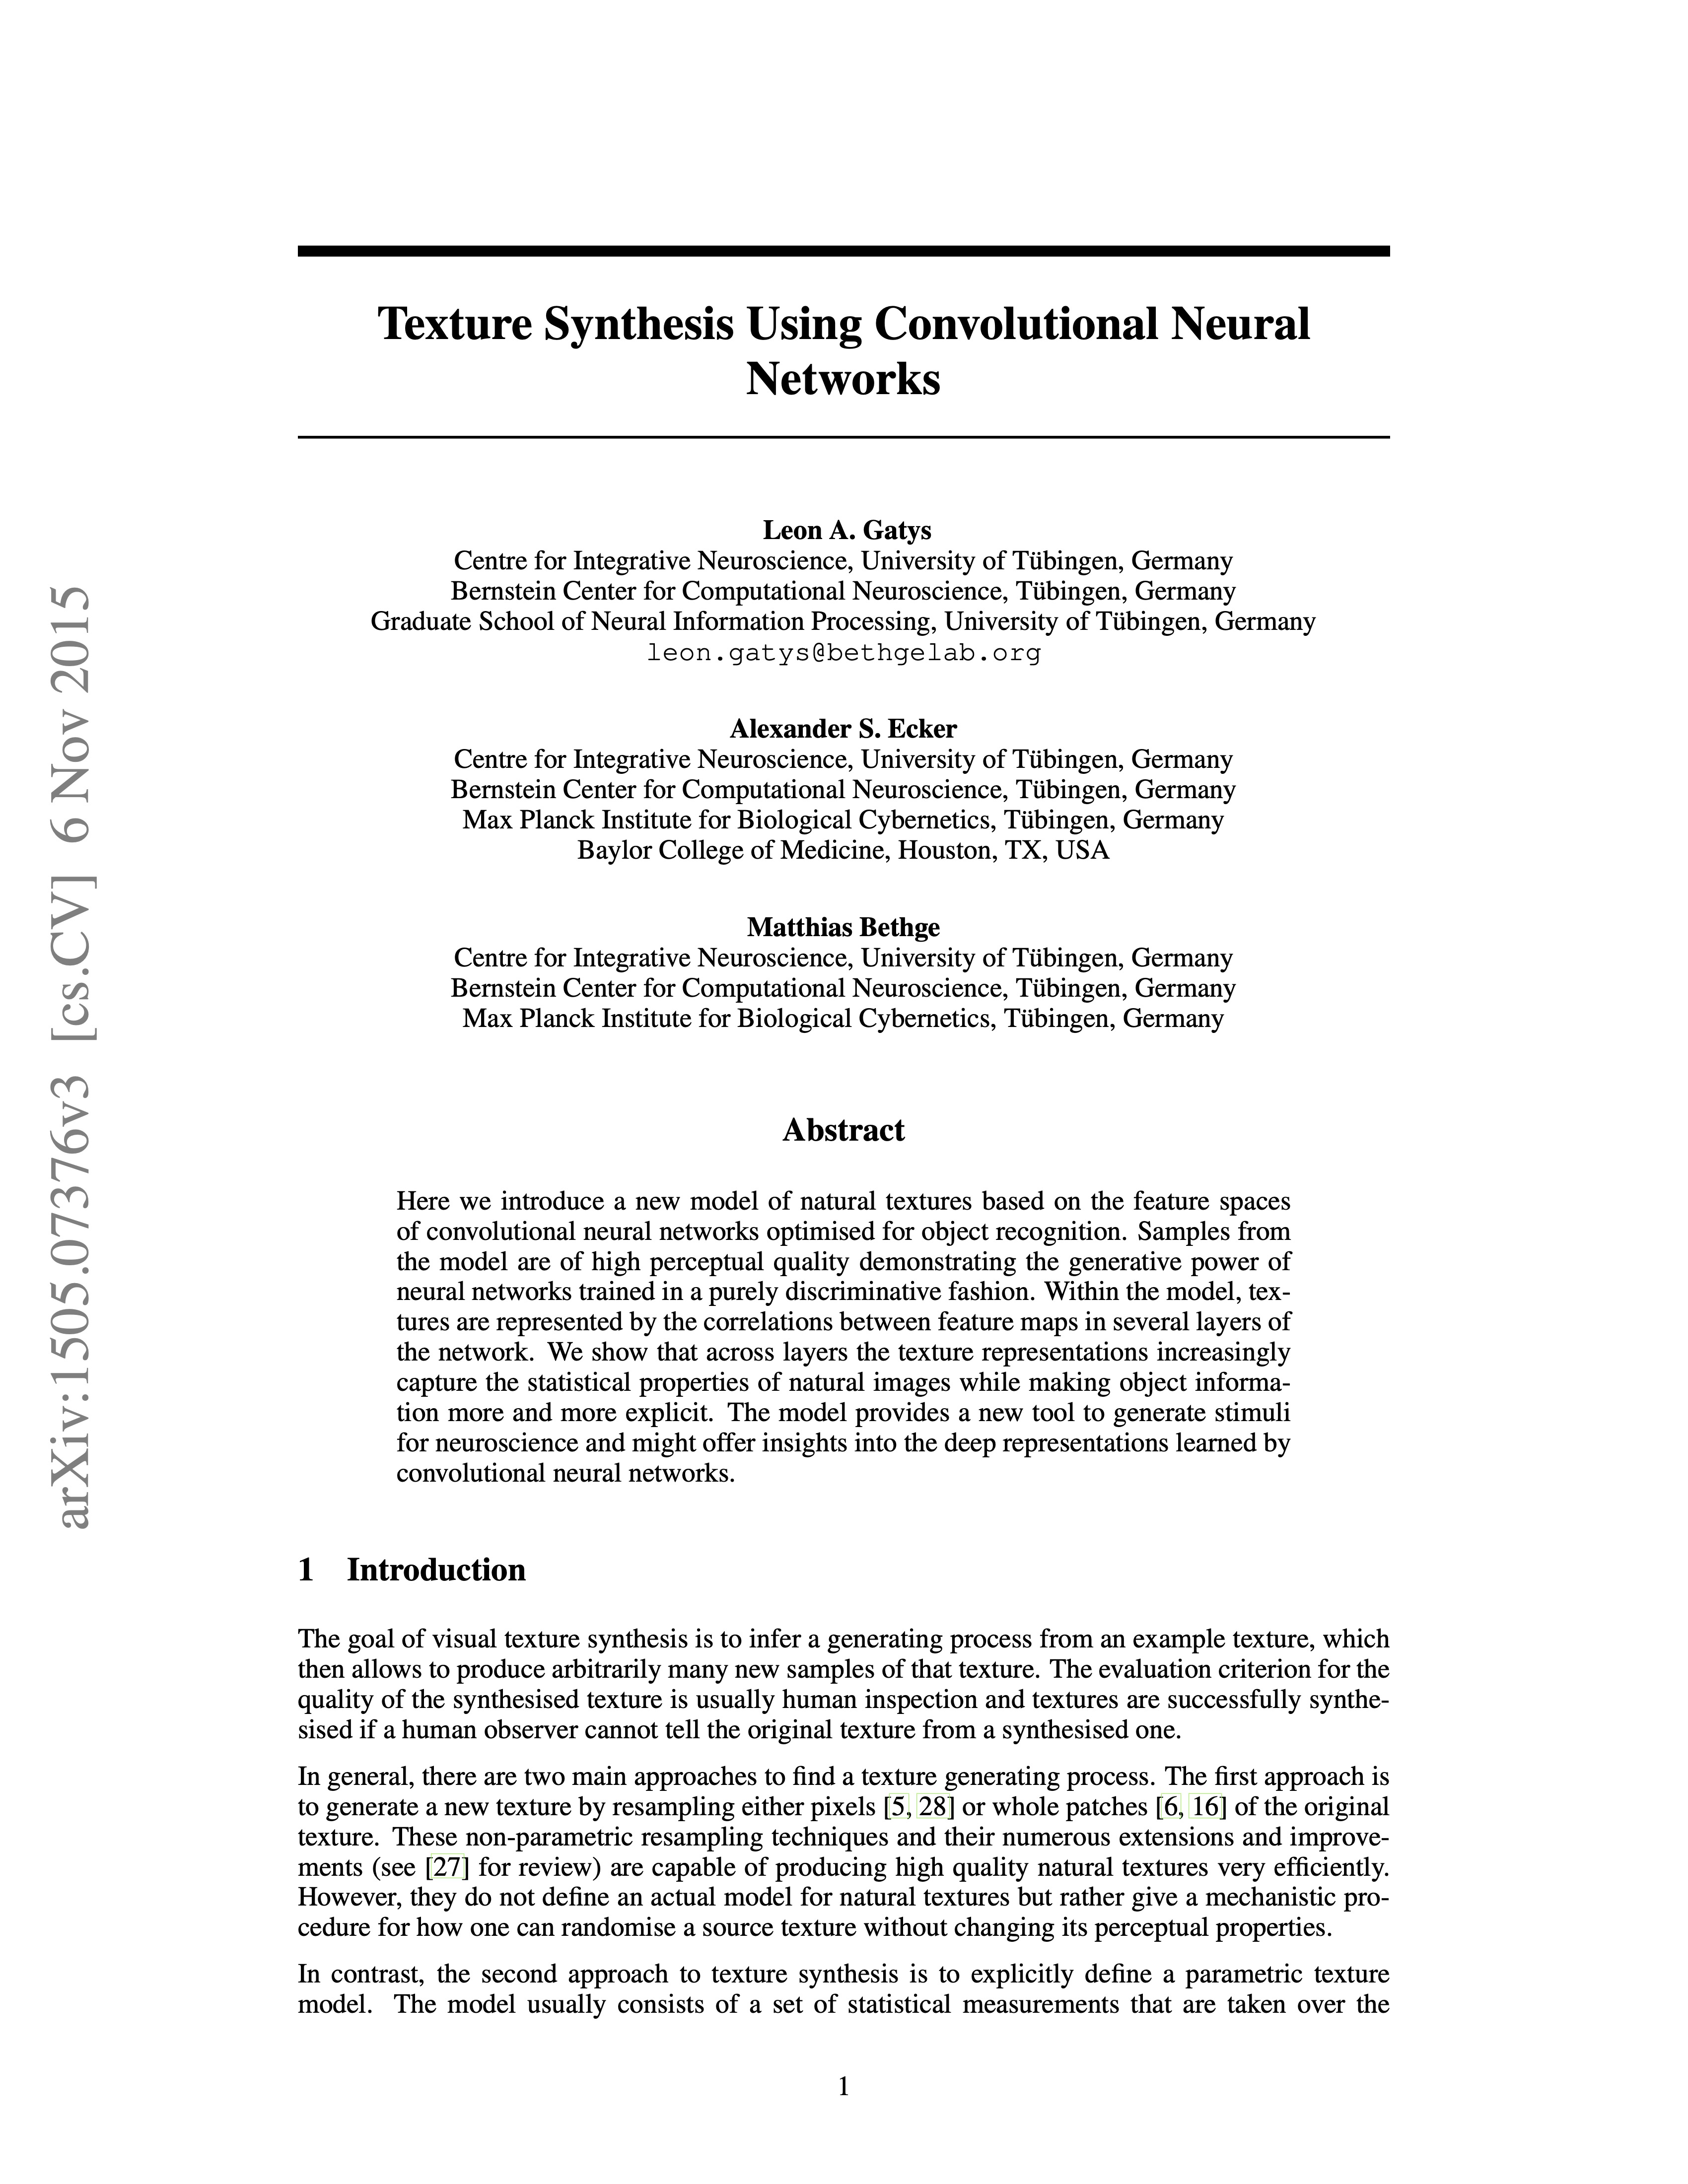 Texture Synthesis Using Convolutional Neural
Networks
Leon A. Gatys
Centre for Integrative Neuroscience, University of Tübingen, Germany
Bernstein Center for Computational Neuroscience, Tübingen, Germany
Graduate School of Neural Information Processing, University of Tübingen, Germany
leon.gatys@bethgelab.org
Alexander S. Ecker
Centre for Integrative Neuroscience, University of Tübingen, Germany
Bernstein Center for Computational Neuroscience, Tübingen, Germany
Max Planck Institute for Biological Cybernetics, Tübingen, Germany
Baylor College of Medicine, Houston, TX, USA
Matthias Bethge
Centre for Integrative Neuroscience, University of Tübingen, Germany
Bernstein Center for Computational Neuroscience, Tübingen, Germany
Max Planck Institute for Biological Cybernetics, Tübingen, Germany
arXiv:1505.07376v3 [cs.CV] 6 Nov 2015
Abstract
Here we introduce a new model of natural textures based on the feature spaces
of convolutional neural networks optimised for object recognition. Samples from
the model are of high perceptual quality demonstrating the generative power of
neural networks trained in a purely discriminative fashion. Within the model, tex-
tures are represented by the correlations between feature maps in several layers of
the network. We show that across layers the texture representations increasingly
capture the statistical properties of natural images while making object informa-
tion more and more explicit. The model provides a new tool to generate stimuli
for neuroscience and might offer insights into the deep representations learned by
convolutional neural networks.
1 Introduction
The goal of visual texture synthesis is to infer a generating process from an example texture, which
then allows to produce arbitrarily many new samples of that texture. The evaluation criterion for the
quality of the synthesised texture is usually human inspection and textures are successfully synthe-
sised if a human observer cannot tell the original texture from a synthesised one.
In general, there are two main approaches to find a texture generating process. The first approach is
to generate a new texture by resampling either pixels [5, 28] or whole patches [6, 16] of the original
texture. These non-parametric resampling techniques and their numerous extensions and improve-
ments (see [27] for review) are capable of producing high quality natural textures very efficiently.
However, they do not define an actual model for natural textures but rather give a mechanistic pro-
cedure for how one can randomise a source texture without changing its perceptual properties.
In contrast, the second approach to texture synthesis is to explicitly define a parametric texture
model. The model usually consists of a set of statistical measurements that are taken over the
1